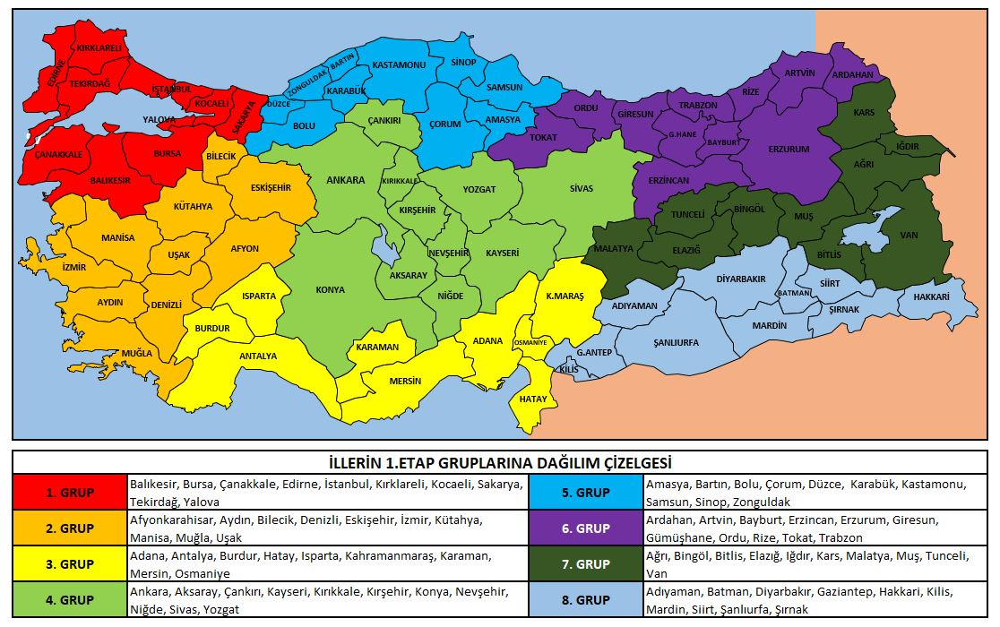 KIRKLARELİ
EDİRNE
TEKİRDAĞ
İSTANBUL
KOCAELİ
YALOVA
SAKARYA
ÇANAKKALE
BURSA
BALIKESİR
BİLECİK
ESKİŞEHİR
KÜTAHYA
MANİSA
UŞAK
AFYON
İZMİR
AYDIN
DENİZLİ
MUĞLA
ISPARTA
BURDUR
ANTALYA
KARAMAN
MERSİN
ADANA
OSMANİYE
K.MARAŞ
HATAY
ANKARA
ÇANKIRI
KIRIKKALE
KIRŞEHİR
YOZGAT
SİVAS
NEVŞEHİR
KAYSERİ
AKSARAY
NİĞDE
KONYA
DÜZCE
BOLU
ZONGULDAK
BARTIN
KARABÜK
KASTAMONU
SİNOP
SAMSUN
ÇORUM
AMASYA
TOKAT
ORDU
GİRESUN
TRABZON
G.HANE
BAYBURT
RİZE
ARTVİN
ARDAHAN
ERZURUM
ERZİNCAN
KARS
IĞDIR
AĞRI
TUNCELİ
BİNGÖL
MUŞ
VAN
BİTLİS
ELAZIĞ
MALATYA
ADIYAMAN
DİYARBAKIR
BATMAN
SİİRT
ŞIRNAK
HAKKARİ
MARDİN
ŞANLIURFA
G.ANTEP
KİLİS
İLLERİN 1.ETAP GRUPLARINA DAĞILIM ÇİZELGESİ
1. GRUP
Balıkesir, Bursa, Çanakkale, Edirne, İstanbul, Kırklareli, Kocaeli, Sakarya,
Tekirdağ, Yalova
2. GRUP
Afyonkarahisar, Aydın, Bilecik, Denizli, Eskişehir, İzmir, Kütahya,
Manisa, Muğla, Uşak
3. GRUP
Adana, Antalya, Burdur, Hatay, Isparta, Kahramanmaraş, Karaman,
Mersin, Osmaniye
4. GRUP
Ankara, Aksaray, Çankırı, Kayseri, Kırıkkale, Kırşehir, Konya, Nevşehir,
Niğde, Sivas, Yozgat
5. GRUP
Amasya, Bartın, Bolu, Çorum, Düzce, Karabük, Kastamonu,
Samsun, Sinop, Zonguldak
6. GRUP
Ardahan, Artvin, Bayburt, Erzincan, Erzurum, Giresun,
Gümüşhane, Ordu, Rize, Tokat, Trabzon
7. GRUP
Ağrı, Bingöl, Bitlis, Elazığ, Iğdır, Kars, Malatya, Muş, Tunceli,
Van
8. GRUP
Adıyaman, Batman, Diyarbakır, Gaziantep, Hakkari, Kilis,
Mardin, Siirt, Şanlıurfa, Şırnak